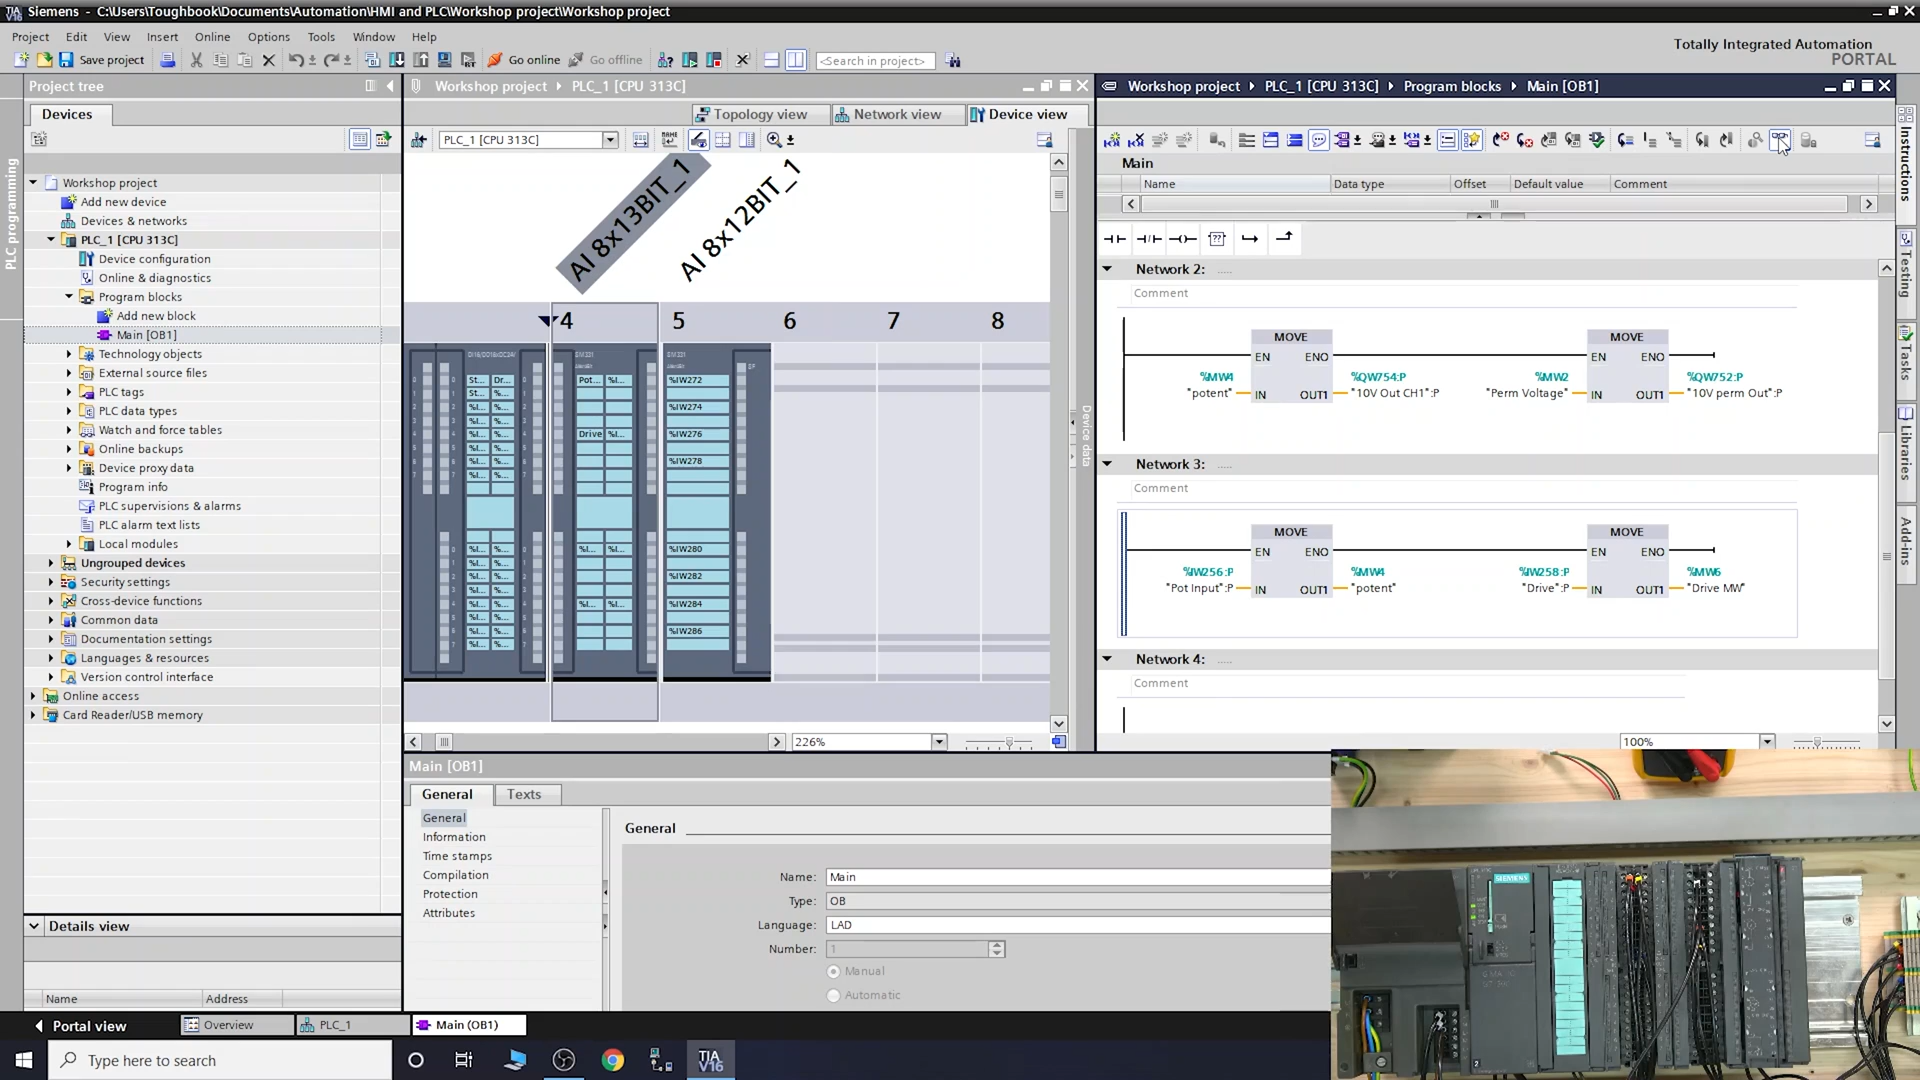 Siemens - C:\Users\Toughbook\Documents\Automation\HMI and PLC\Workshop project\Workshop project
Project Edit View Insert Online Options Tools Window Help
Save project
Go online
Go offline
<Search in project>
Totally Integrated Automation
PORTAL
Project tree
Devices
PLC programming
Workshop project
Add new device
Devices & networks
PLC_1 [CPU 313C]
Device configuration
Online & diagnostics
Program blocks
Add new block
Main [OB1]
Technology objects
External source files
PLC tags
PLC data types
Watch and force tables
Online backups
Device proxy data
Program info
PLC supervisions & alarms
PLC alarm text lists
Local modules
Ungrouped devices
Security settings
Cross-device functions
Common data
Documentation settings
Languages & resources
Version control interface
Online access
Card Reader/USB memory
Details view
Name Address
Workshop project PLC_1 [CPU 313C]
Topology view Network view Device view
PLC_1 [CPU 313C]
AI 8x13BIT_1
AI 8x12BIT_1
4 5 6 7 8
St... Dr...
St...
Pot... %I...
Drive %I...
%IW272
%IW274
%IW276
%IW278
%IW280
%IW282
%IW284
%IW286
226%
Device data
Workshop project PLC_1 [CPU 313C] Program blocks Main [OB1]
Main
Name Data type Offset Default value Comment
Network 2: .....
Comment
MOVE
EN ENO
%MW4
"potent" IN
%QW754:P
OUT1 "10V Out CH1":P
MOVE
EN ENO
%MW2
"Perm Voltage" IN
%QW752:P
OUT1 "10V perm Out":P
Network 3: .....
Comment
MOVE
EN ENO
%IW256:P
"Pot Input":P IN
%MW4
OUT1 "potent"
MOVE
EN ENO
%IW258:P
"Drive":P IN
%MW6
OUT1 "Drive MW"
Network 4: .....
Comment
100%
Instructions
Testing
Tasks
Libraries
Add-ins
Main [OB1]
General Texts
General
Information
Time stamps
Compilation
Protection
Attributes
General
Name: Main
Type: OB
Language: LAD
Number: 1
Manual
Automatic
Portal view
Overview
PLC_1
Main (OB1)
Type here to search
TIA
V16
SIEMENS